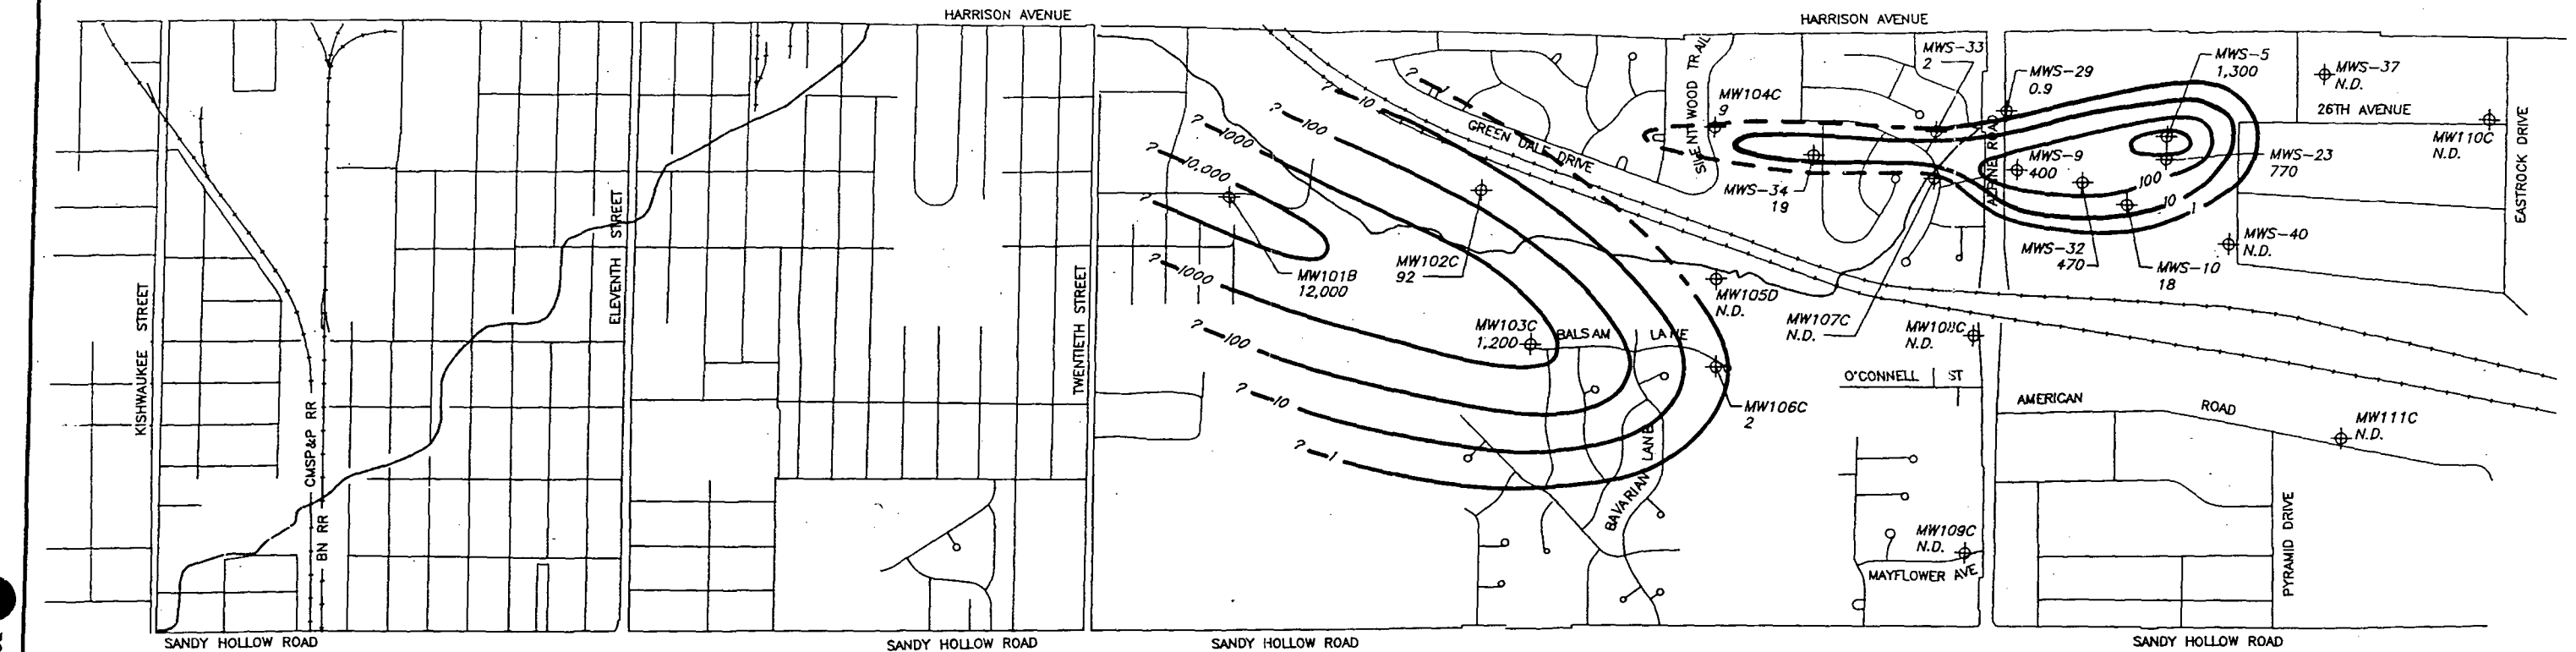 HARRISON AVENUE
HARRISON AVENUE
KISHWAUKEE STREET
CMSP&P RR
BN RR
ELEVENTH STREET
TWENTIETH STREET
SANDY HOLLOW ROAD
SANDY HOLLOW ROAD
SANDY HOLLOW ROAD
SANDY HOLLOW ROAD
? 10,000
?
? 1000
? 100
? 10
?
? 1000
? 100
? 10
? 1
MW101B
12,000
MW102C
92
MW103C
1,200
GREEN DALE DRIVE
SILENTWOOD TRAIL
BALSAM LANE
BAVARIAN LANE
MW104C
9
MW105D
N.D.
MW106C
2
MWS-33
2
MWS-34
19
MW107C
N.D.
MW108C
N.D.
MW109C
N.D.
MAYFLOWER AVE
O'CONNELL ST
ALPINE ROAD
MWS-29
0.9
MWS-9
400
MWS-5
1,300
MWS-23
770
MWS-32
470
MWS-10
18
100
10
1
MWS-37
N.D.
26TH AVENUE
MW110C
N.D.
MWS-40
N.D.
EASTROCK DRIVE
AMERICAN ROAD
MW111C
N.D.
PYRAMID DRIVE